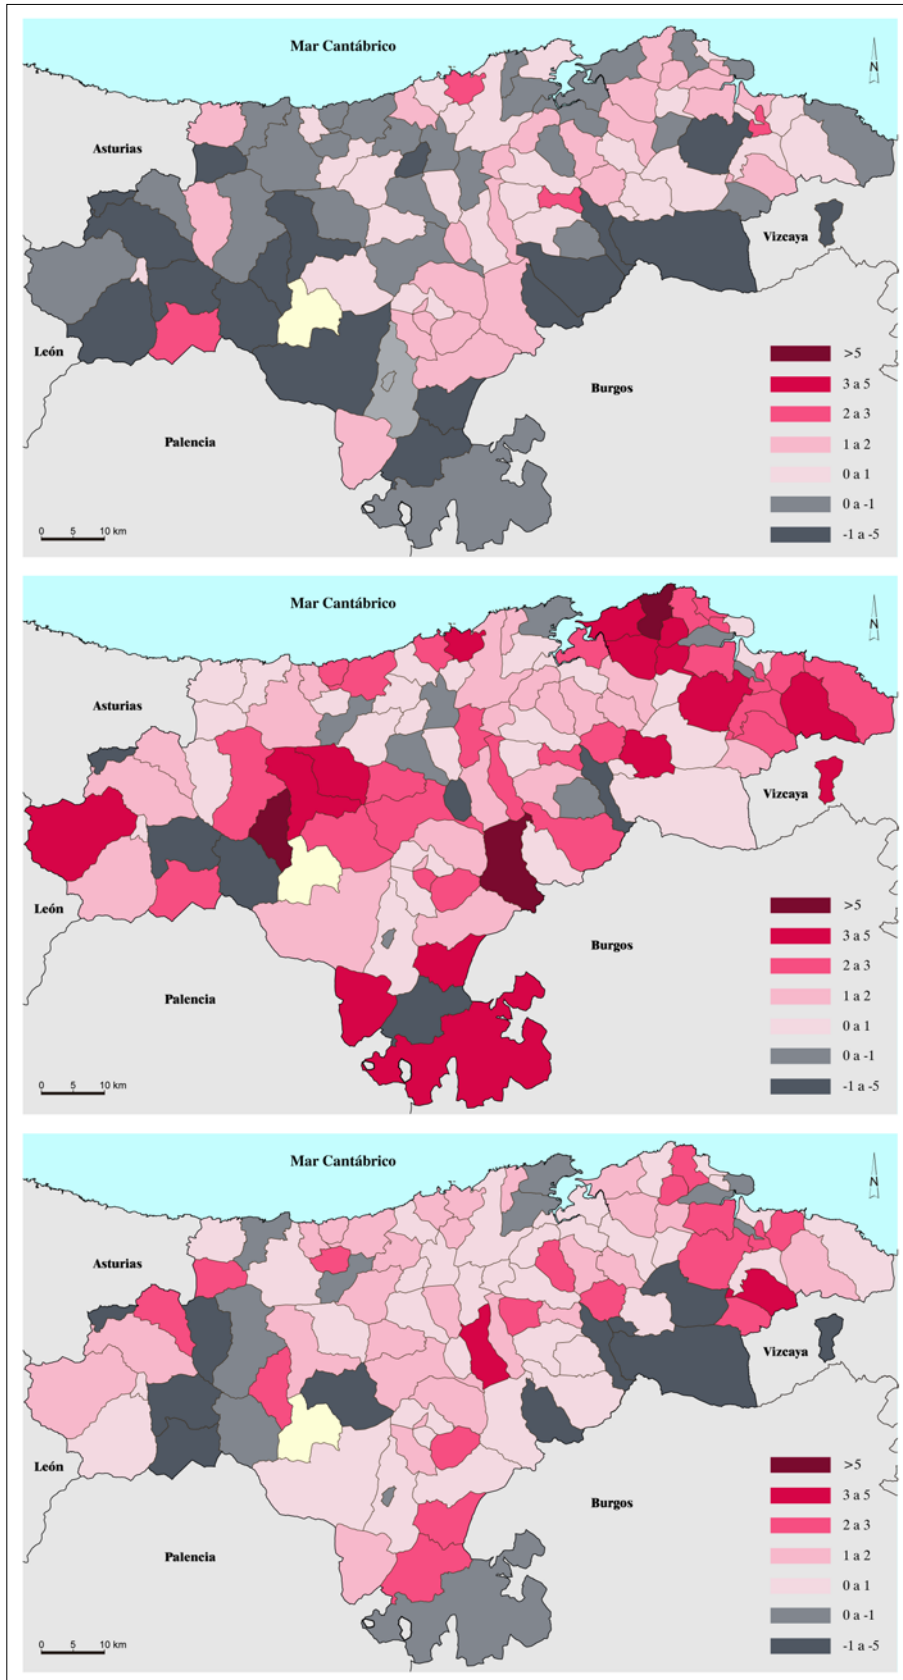 Mar Cantábrico
N
Asturias
Vizcaya
León
Burgos
Palencia
>5
3 a 5
2 a 3
1 a 2
0 a 1
0 a -1
-1 a -5
0 5 10 km
Mar Cantábrico
N
Asturias
Vizcaya
León
Burgos
Palencia
>5
3 a 5
2 a 3
1 a 2
0 a 1
0 a -1
-1 a -5
0 5 10 km
Mar Cantábrico
N
Asturias
Vizcaya
León
Burgos
Palencia
>5
3 a 5
2 a 3
1 a 2
0 a 1
0 a -1
-1 a -5
0 5 10 km